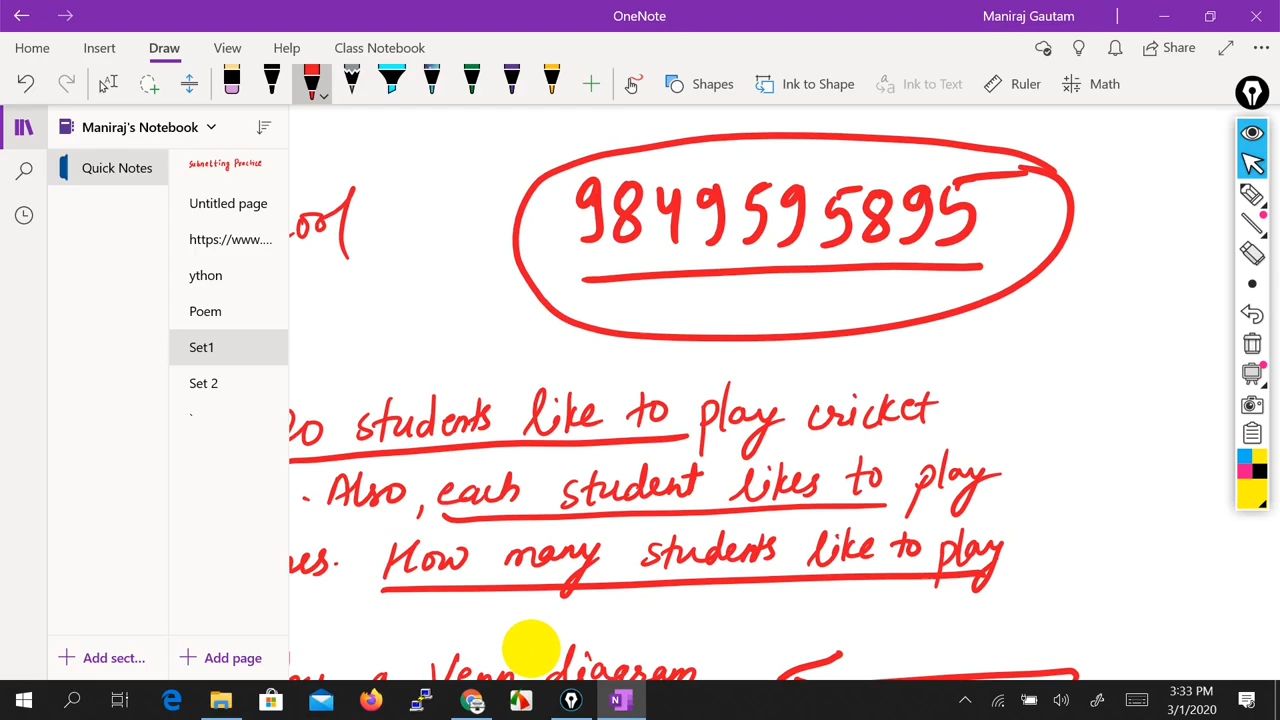 OneNote
Maniraj Gautam
Home Insert Draw View Help Class Notebook
Share
Shapes Ink to Shape Ink to Text Ruler Math
Maniraj's Notebook
Quick Notes
Subnetting Practice
Untitled page
https://www....
ython
Poem
Set1
Set 2
Add sect... Add page
9849595895
students like to play cricket
. Also, each student likes to play
How many students like to play
Venn diagram
3:33 PM
3/1/2020